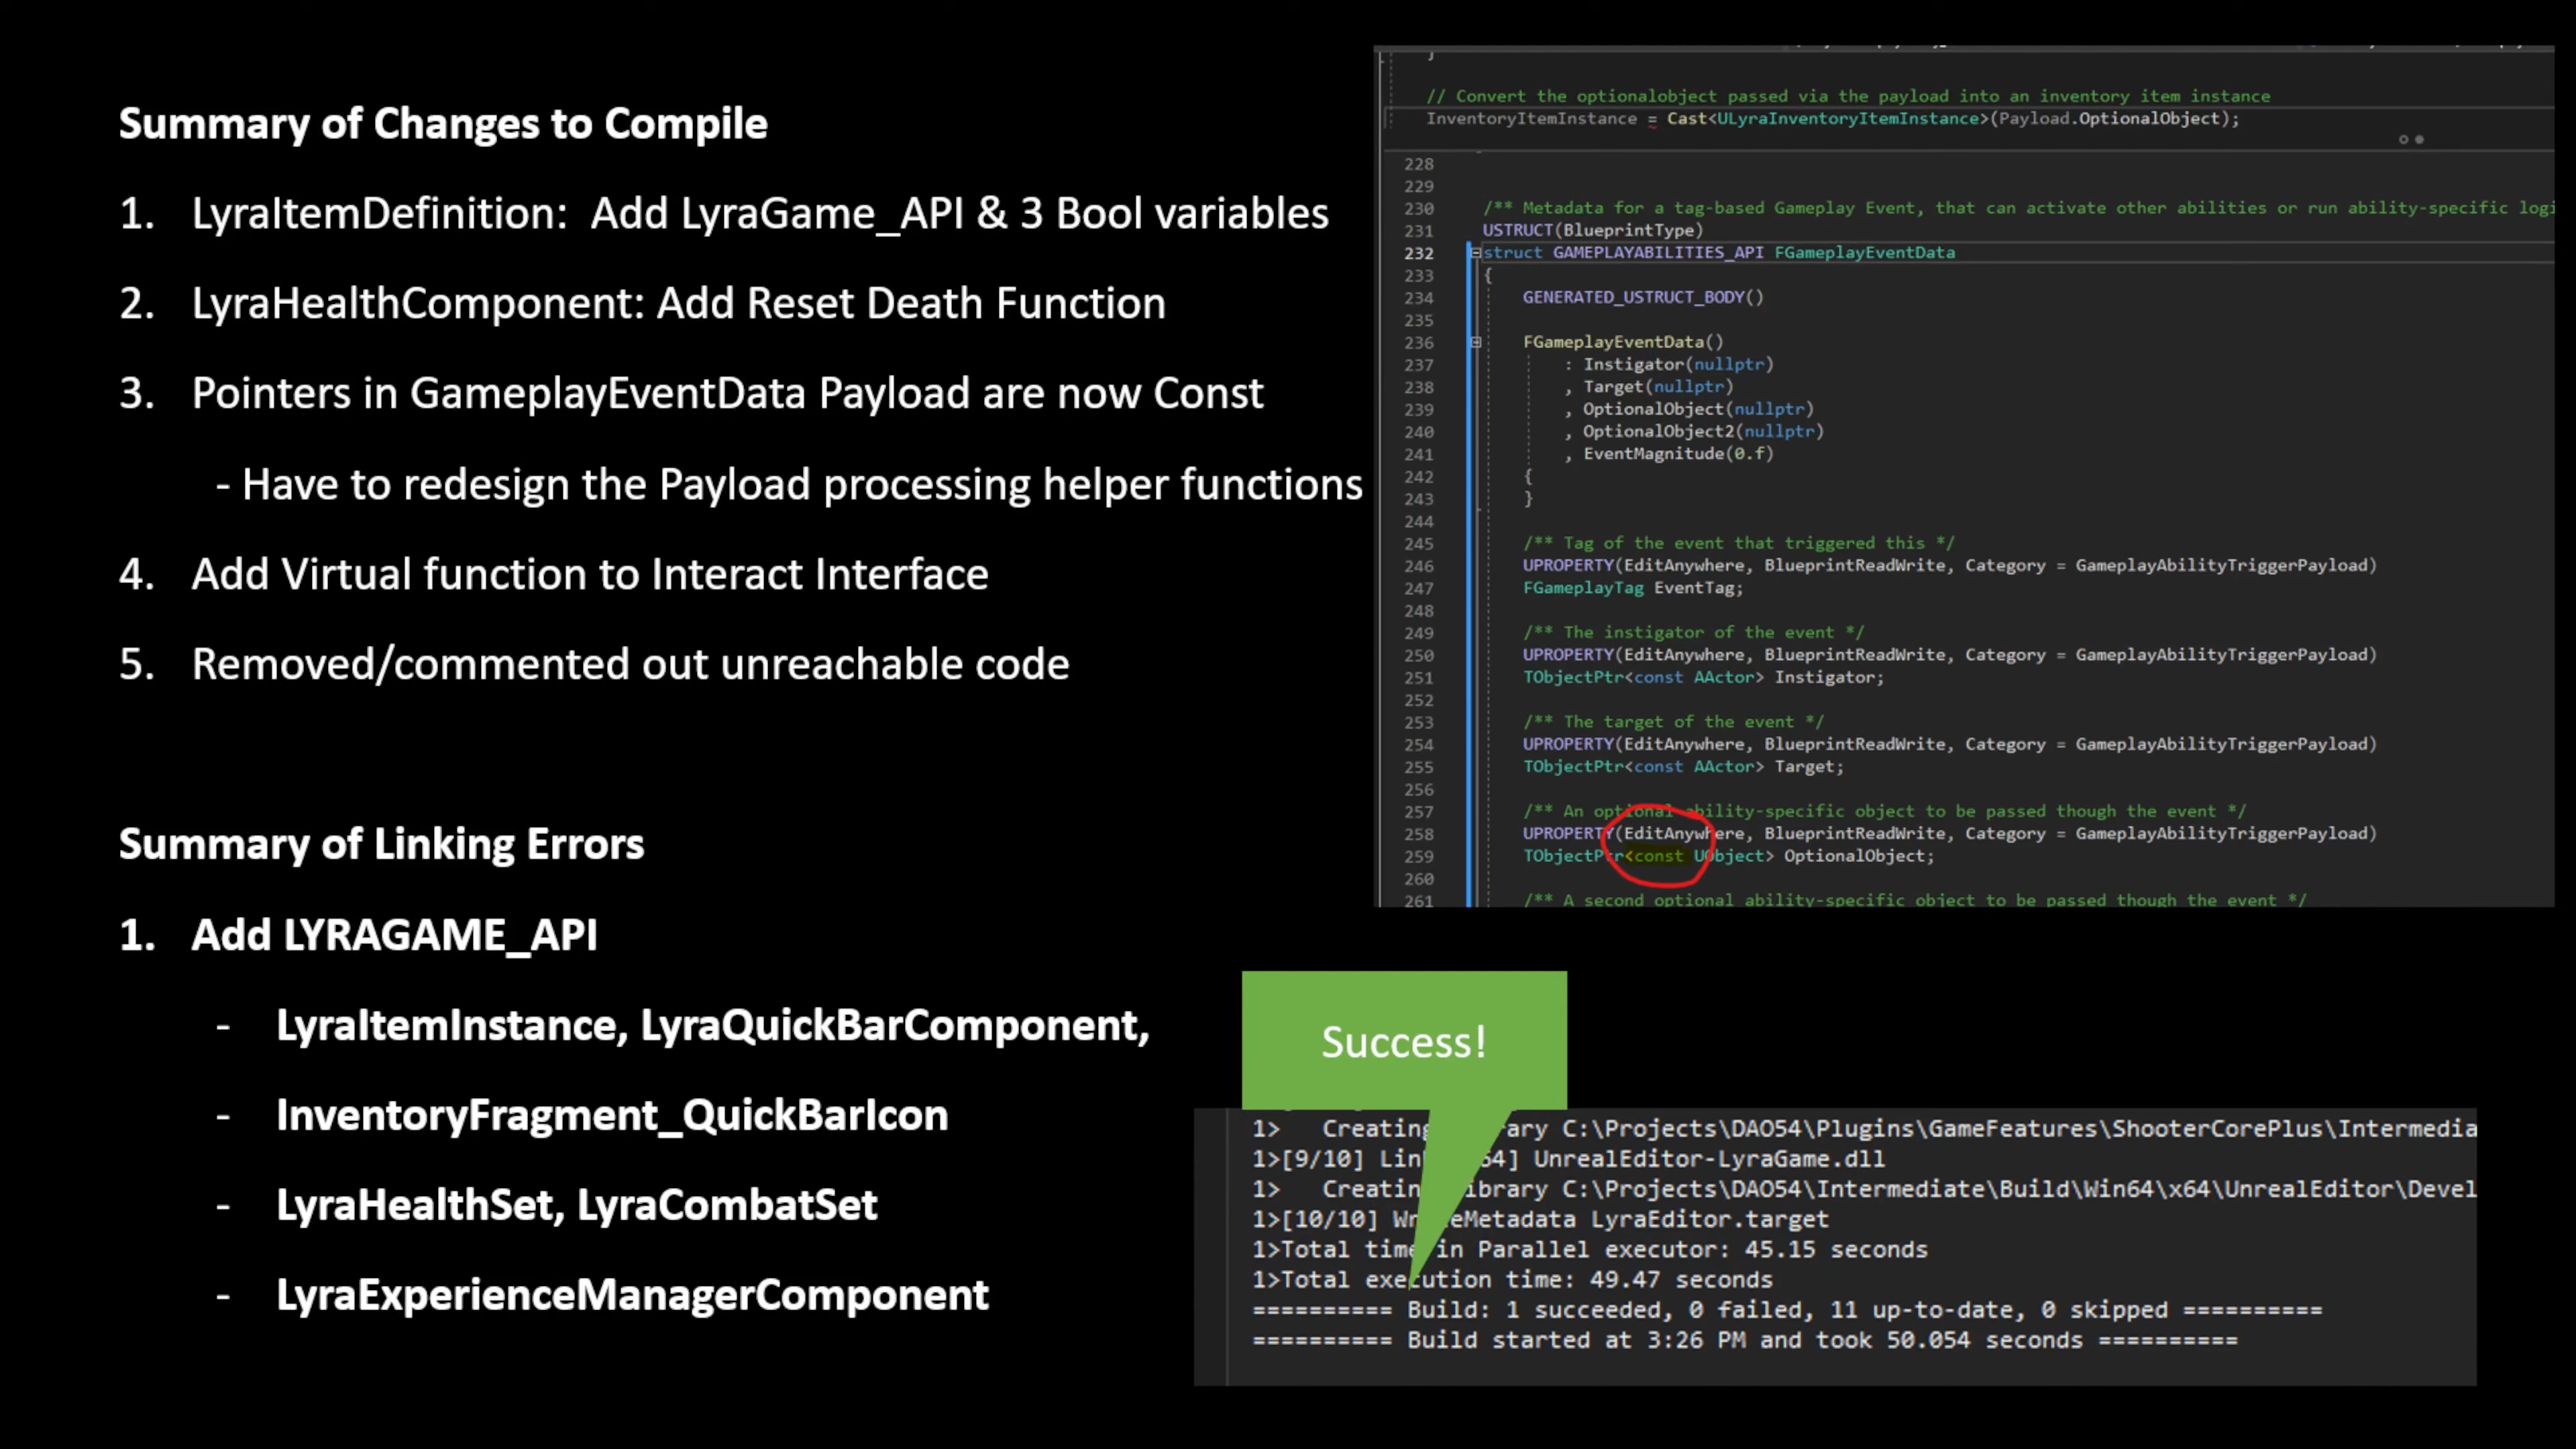 Summary of Changes to Compile
1. LyraItemDefinition: Add LyraGame_API & 3 Bool variables
2. LyraHealthComponent: Add Reset Death Function
3. Pointers in GameplayEventData Payload are now Const
- Have to redesign the Payload processing helper functions
4. Add Virtual function to Interact Interface
5. Removed/commented out unreachable code
Summary of Linking Errors
1. Add LYRAGAME_API
- LyraItemInstance, LyraQuickBarComponent,
- InventoryFragment_QuickBarIcon
- LyraHealthSet, LyraCombatSet
- LyraExperienceManagerComponent
}
// Convert the optionalobject passed via the payload into an inventory item instance
InventoryItemInstance = Cast<ULyraInventoryItemInstance>(Payload.OptionalObject);
228
229
230 /** Metadata for a tag-based Gameplay Event, that can activate other abilities or run ability-specific logi
231 USTRUCT(BlueprintType)
232 struct GAMEPLAYABILITIES_API FGameplayEventData
233 {
234 GENERATED_USTRUCT_BODY()
235
236 FGameplayEventData()
237 : Instigator(nullptr)
238 , Target(nullptr)
239 , OptionalObject(nullptr)
240 , OptionalObject2(nullptr)
241 , EventMagnitude(0.f)
242 {
243 }
244
245 /** Tag of the event that triggered this */
246 UPROPERTY(EditAnywhere, BlueprintReadWrite, Category = GameplayAbilityTriggerPayload)
247 FGameplayTag EventTag;
248
249 /** The instigator of the event */
250 UPROPERTY(EditAnywhere, BlueprintReadWrite, Category = GameplayAbilityTriggerPayload)
251 TObjectPtr<const AActor> Instigator;
252
253 /** The target of the event */
254 UPROPERTY(EditAnywhere, BlueprintReadWrite, Category = GameplayAbilityTriggerPayload)
255 TObjectPtr<const AActor> Target;
256
257 /** An optional ability-specific object to be passed though the event */
258 UPROPERTY(EditAnywhere, BlueprintReadWrite, Category = GameplayAbilityTriggerPayload)
259 TObjectPtr<const UObject> OptionalObject;
260
261 /** A second optional ability-specific object to be passed though the event */
Success!
1> Creating C:\Projects\DAO54\Plugins\GameFeatures\ShooterCorePlus\Intermedia
1>[9/10] UnrealEditor-LyraGame.dll
1> Creating Library C:\Projects\DAO54\Intermediate\Build\Win64\x64\UnrealEditor\Devel
1>[10/10] WriteMetadata LyraEditor.target
1>Total time in Parallel executor: 45.15 seconds
1>Total execution time: 49.47 seconds
========== Build: 1 succeeded, 0 failed, 11 up-to-date, 0 skipped ==========
========== Build started at 3:26 PM and took 50.054 seconds ==========